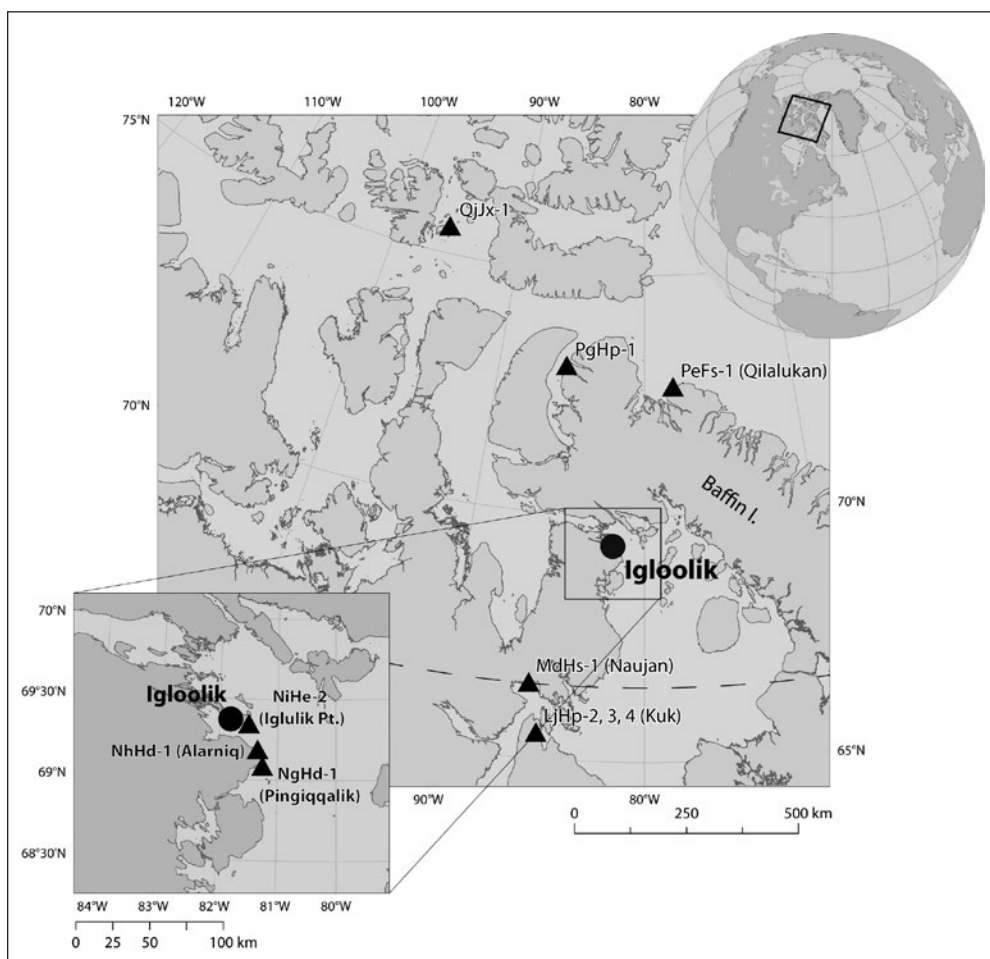 120°W
110°W
100°W
90°W
80°W
75°N
QjJx-1
PgHp-1
PeFs-1 (Qilalukan)
70°N
Baffin I.
70°N
Igloolik
MdHs-1 (Naujan)
LjHp-2, 3, 4 (Kuk)
65°N
90°W
80°W
0 250 500 km
70°N
69°30'N
69°N
68°30'N
Igloolik
NiHe-2
(Iglulik Pt.)
NhHd-1 (Alarniq)
NgHd-1
(Pingiqqalik)
84°W 83°W 82°W 81°W 80°W
0 25 50 100 km